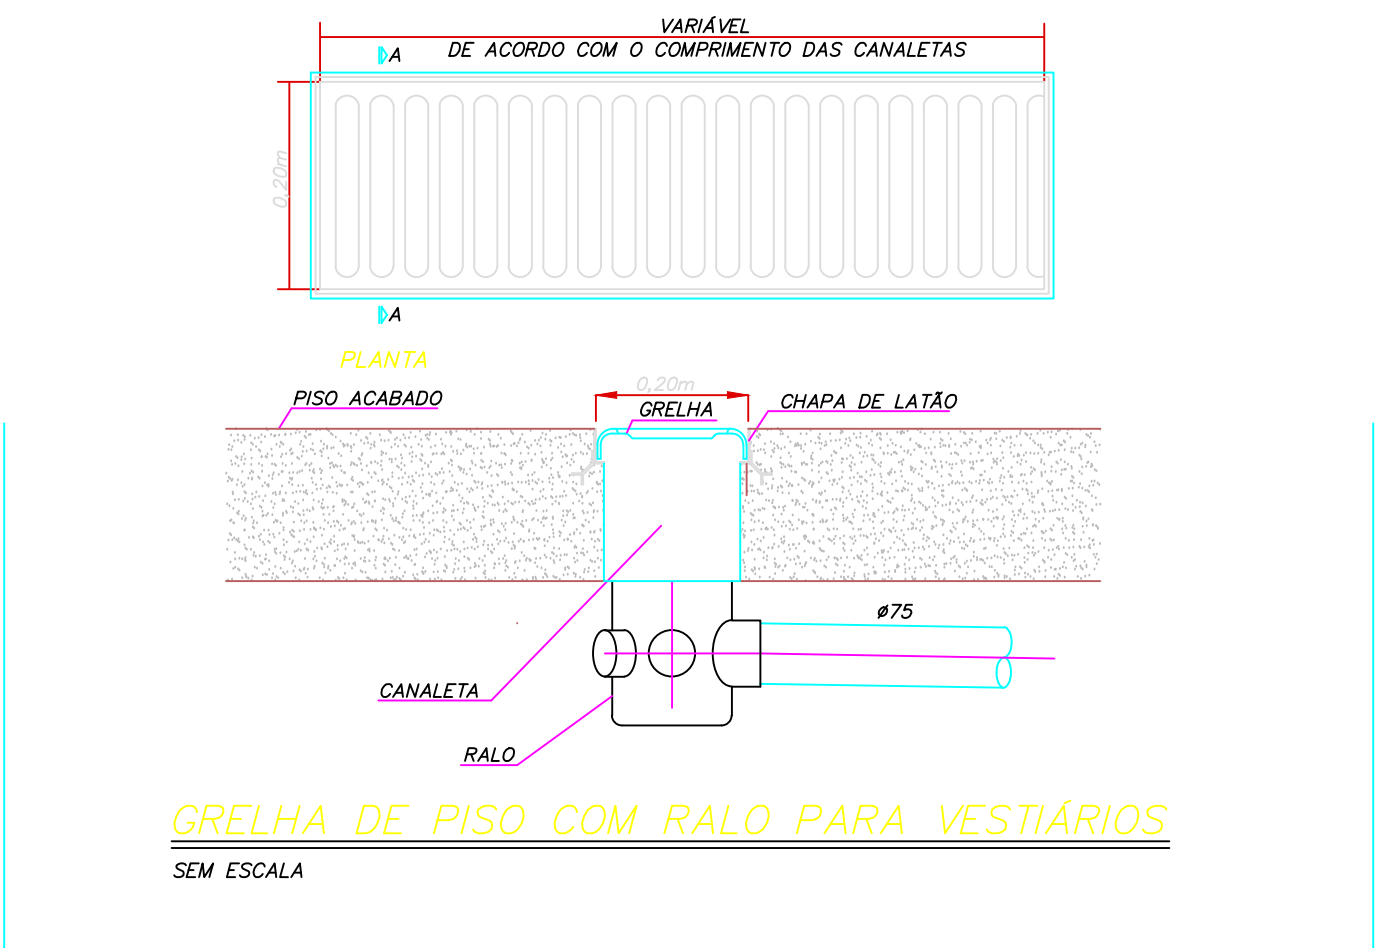 VARIÁVEL
DE ACORDO COM O COMPRIMENTO DAS CANALETAS
A
0,20m
A
PLANTA
0,20m
PISO ACABADO
GRELHA
CHAPA DE LATÃO
ø75
CANALETA
RALO
GRELHA DE PISO COM RALO PARA VESTIÁRIOS
SEM ESCALA